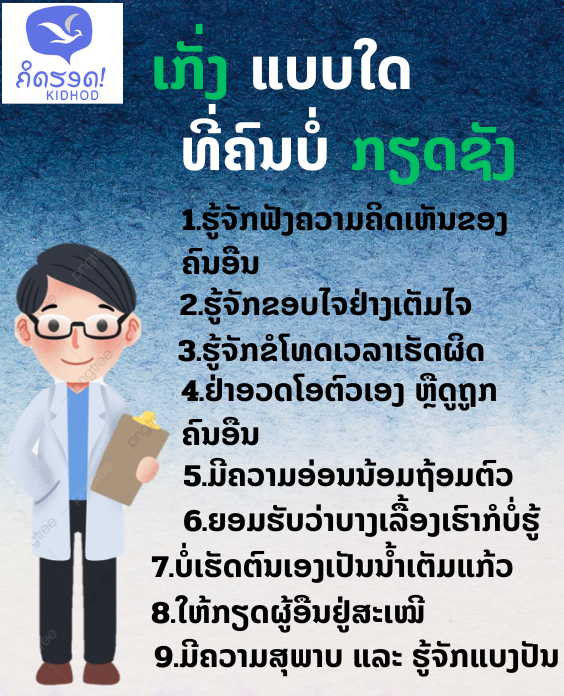 ຄິດຮອດ!
KIDHOD
ເກັ່ງ ແບບໃດ
ທີ່ຄົນບໍ່ ກຽດຊັງ
1.ຮູ້ຈັກຟັງຄວາມຄິດເຫັນຂອງ
ຄົນອືນ
2.ຮູ້ຈັກຂອບໄຈຢ່າງເຕັມໄຈ
3.ຮູ້ຈັກຂໍໂທດເວລາເຮັດຜິດ
4.ຢ່າອວດໂອຕົວເອງ ຫຼືດູຖູກ
ຄົນອືນ
5.ມີຄວາມອ່ອນນ້ອມຖ້ອມຕົວ
6.ຍອມຮັບວ່າບາງເລື້ອງເຮົາກໍບໍ່ຮູ້
7.ບໍ່ເຮັດຕົນເອງເປັນນ້ຳເຕັມແກ້ວ
8.ໃຫ້ກຽດຜູ້ອືນຢູ່ສະເໝີ
9.ມີຄວາມສຸພາບ ແລະ ຮູ້ຈັກແບງປັນ
pngtree